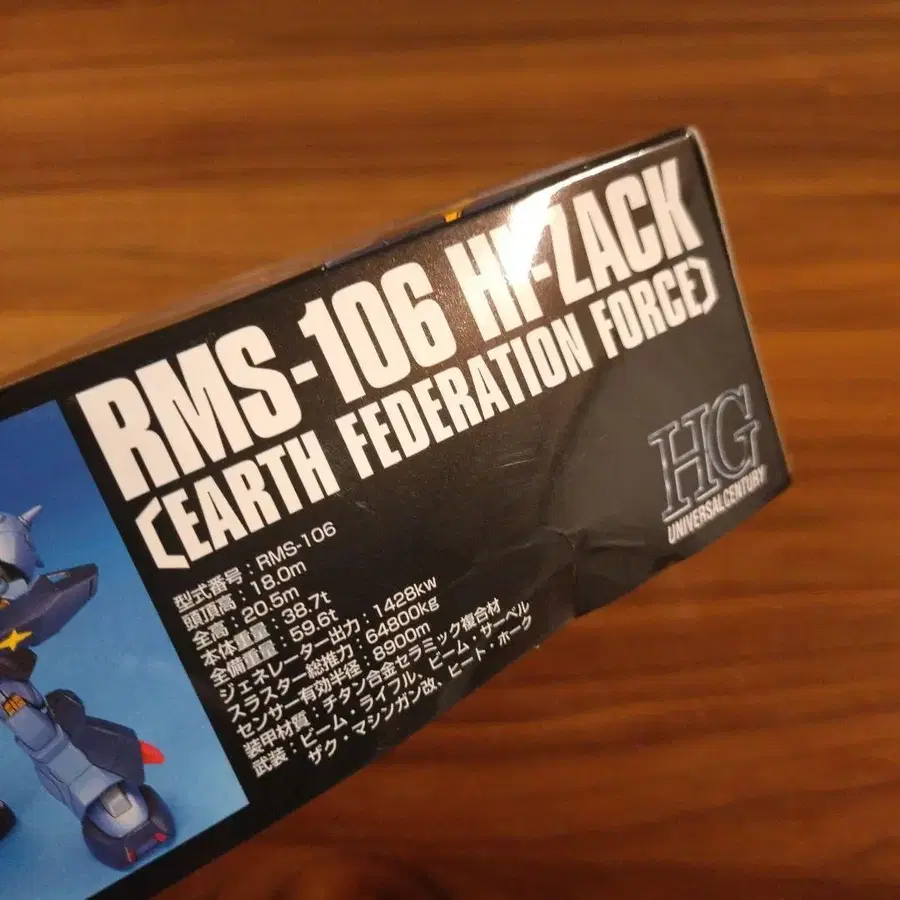 RMS-106 HI-ZACK
〔EARTH FEDERATION FORCE〕
HG
UNIVERSAL CENTURY
型式番号：RMS-106
頭頂高：18.0m
全高：20.5m
本体重量：38.7t
全備重量：59.6t
ジェネレーター出力：1428kw
スラスター総推力：64800kg
センサー有効半径：8900m
装甲材質：チタン合金セラミック複合材
武装：ビーム・ライフル、ビーム・サーベル
ザク・マシンガン改、ヒート・ホーク